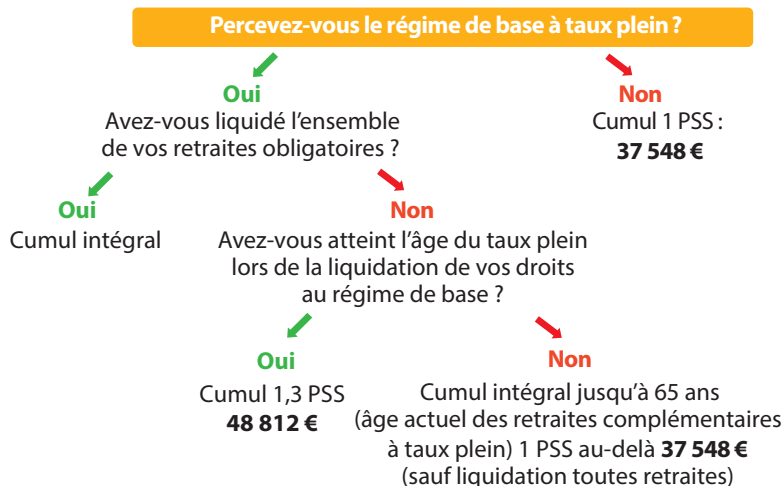 Percevez-vous le régime de base à taux plein ?
Oui
Avez-vous liquidé l'ensemble
de vos retraites obligatoires ?
Non
Cumul 1 PSS :
37 548 €
Oui
Cumul intégral
Non
Avez-vous atteint l'âge du taux plein
lors de la liquidation de vos droits
au régime de base ?
Oui
Cumul 1,3 PSS
48 812 €
Non
Cumul intégral jusqu'à 65 ans
(âge actuel des retraites complémentaires
à taux plein) 1 PSS au-delà 37 548 €
(sauf liquidation toutes retraites)